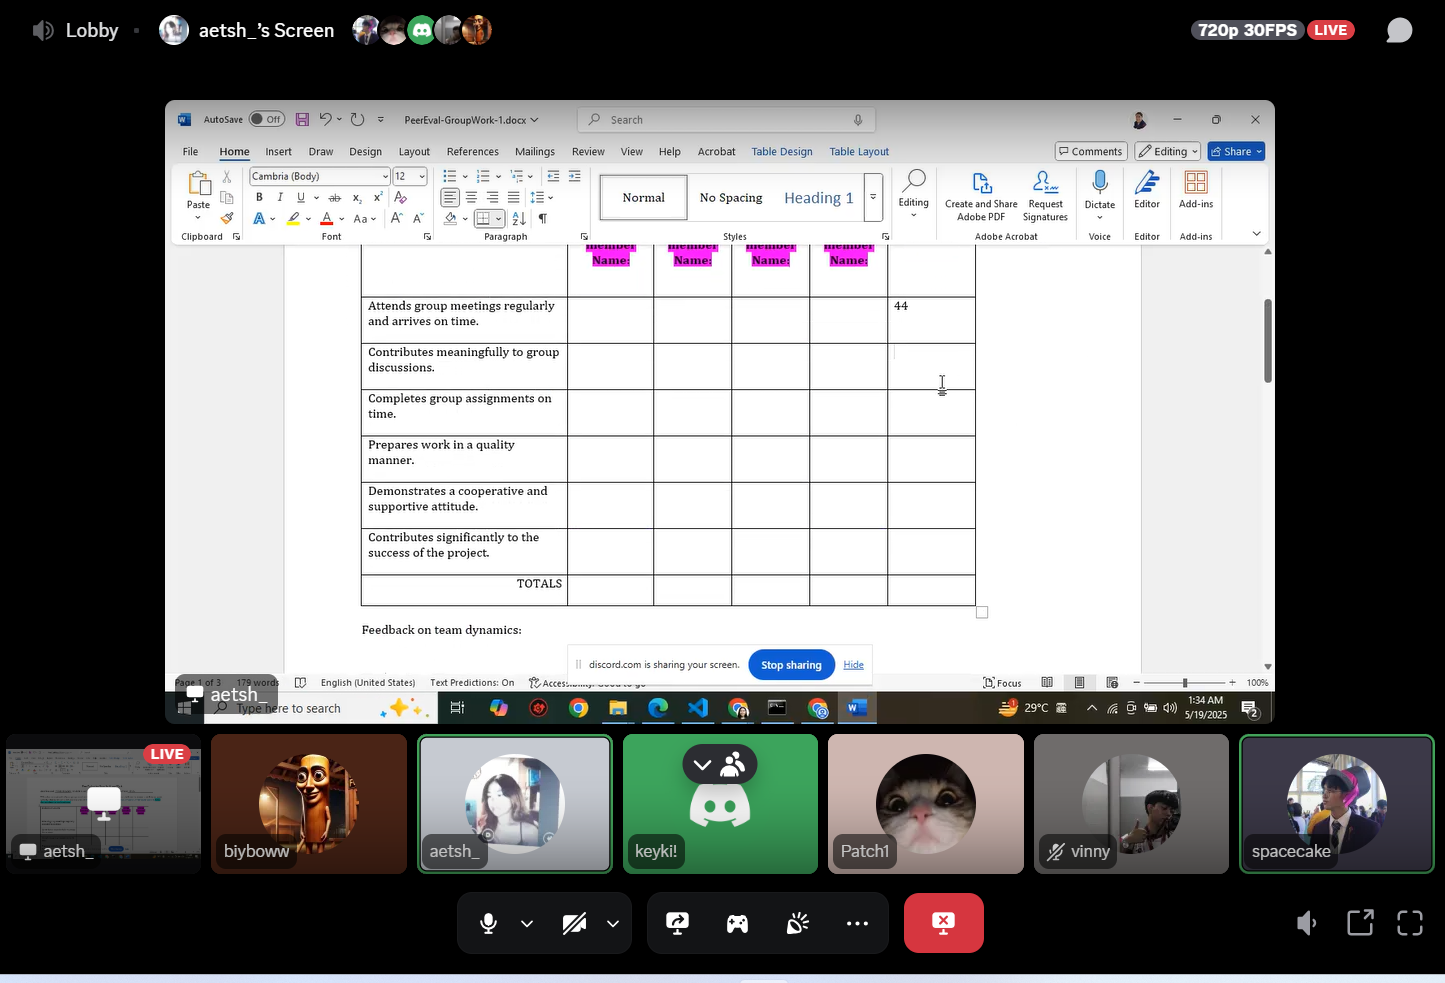 Lobby
aetsh_'s Screen
720p 30FPS
LIVE
AutoSave Off
PeerEval-GroupWork-1.docx
Search
File Home Insert Draw Design Layout References Mailings Review View Help Acrobat Table Design Table Layout
Comments Editing Share
Cambria (Body) 12
Paste
Normal
No Spacing
Heading 1
Editing
Create and Share Adobe PDF
Request Signatures
Dictate
Editor
Add-ins
Clipboard Font Paragraph Styles Adobe Acrobat Voice Editor Add-ins
member member member member
Name: Name: Name: Name:
Attends group meetings regularly 44
and arrives on time.
Contributes meaningfully to group
discussions.
Completes group assignments on
time.
Prepares work in a quality
manner.
Demonstrates a cooperative and
supportive attitude.
Contributes significantly to the
success of the project.
TOTALS
Feedback on team dynamics:
discord.com is sharing your screen. Stop sharing Hide
Page 1 of 3 179 words English (United States) Text Predictions: On Accessibility: Good to go Focus 100%
aetsh_
Type here to search
29°C
1:34 AM
5/19/2025
2
LIVE
aetsh_
biyboww
aetsh_
keyki!
Patch1
vinny
spacecake